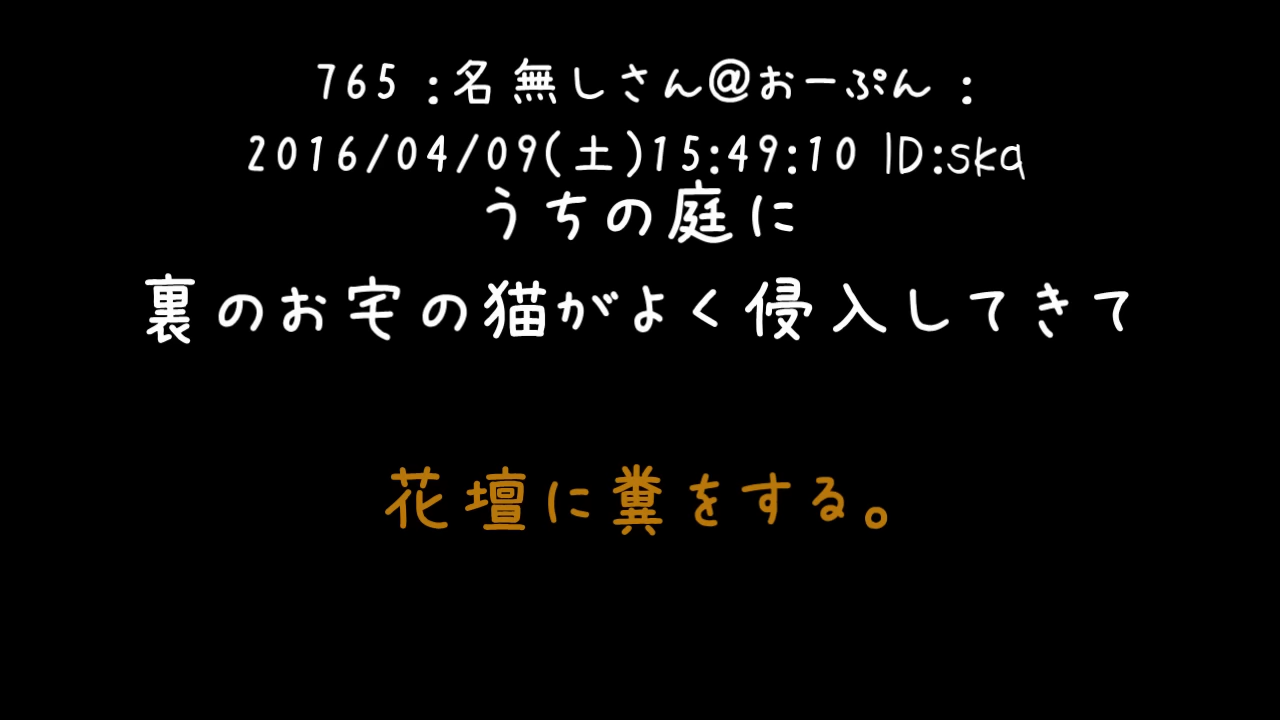 765 :名無しさん@おーぷん :
2016/04/09(土)15:49:10 ID:ska
うちの庭に
裏のお宅の猫がよく侵入してきて
花壇に糞をする。